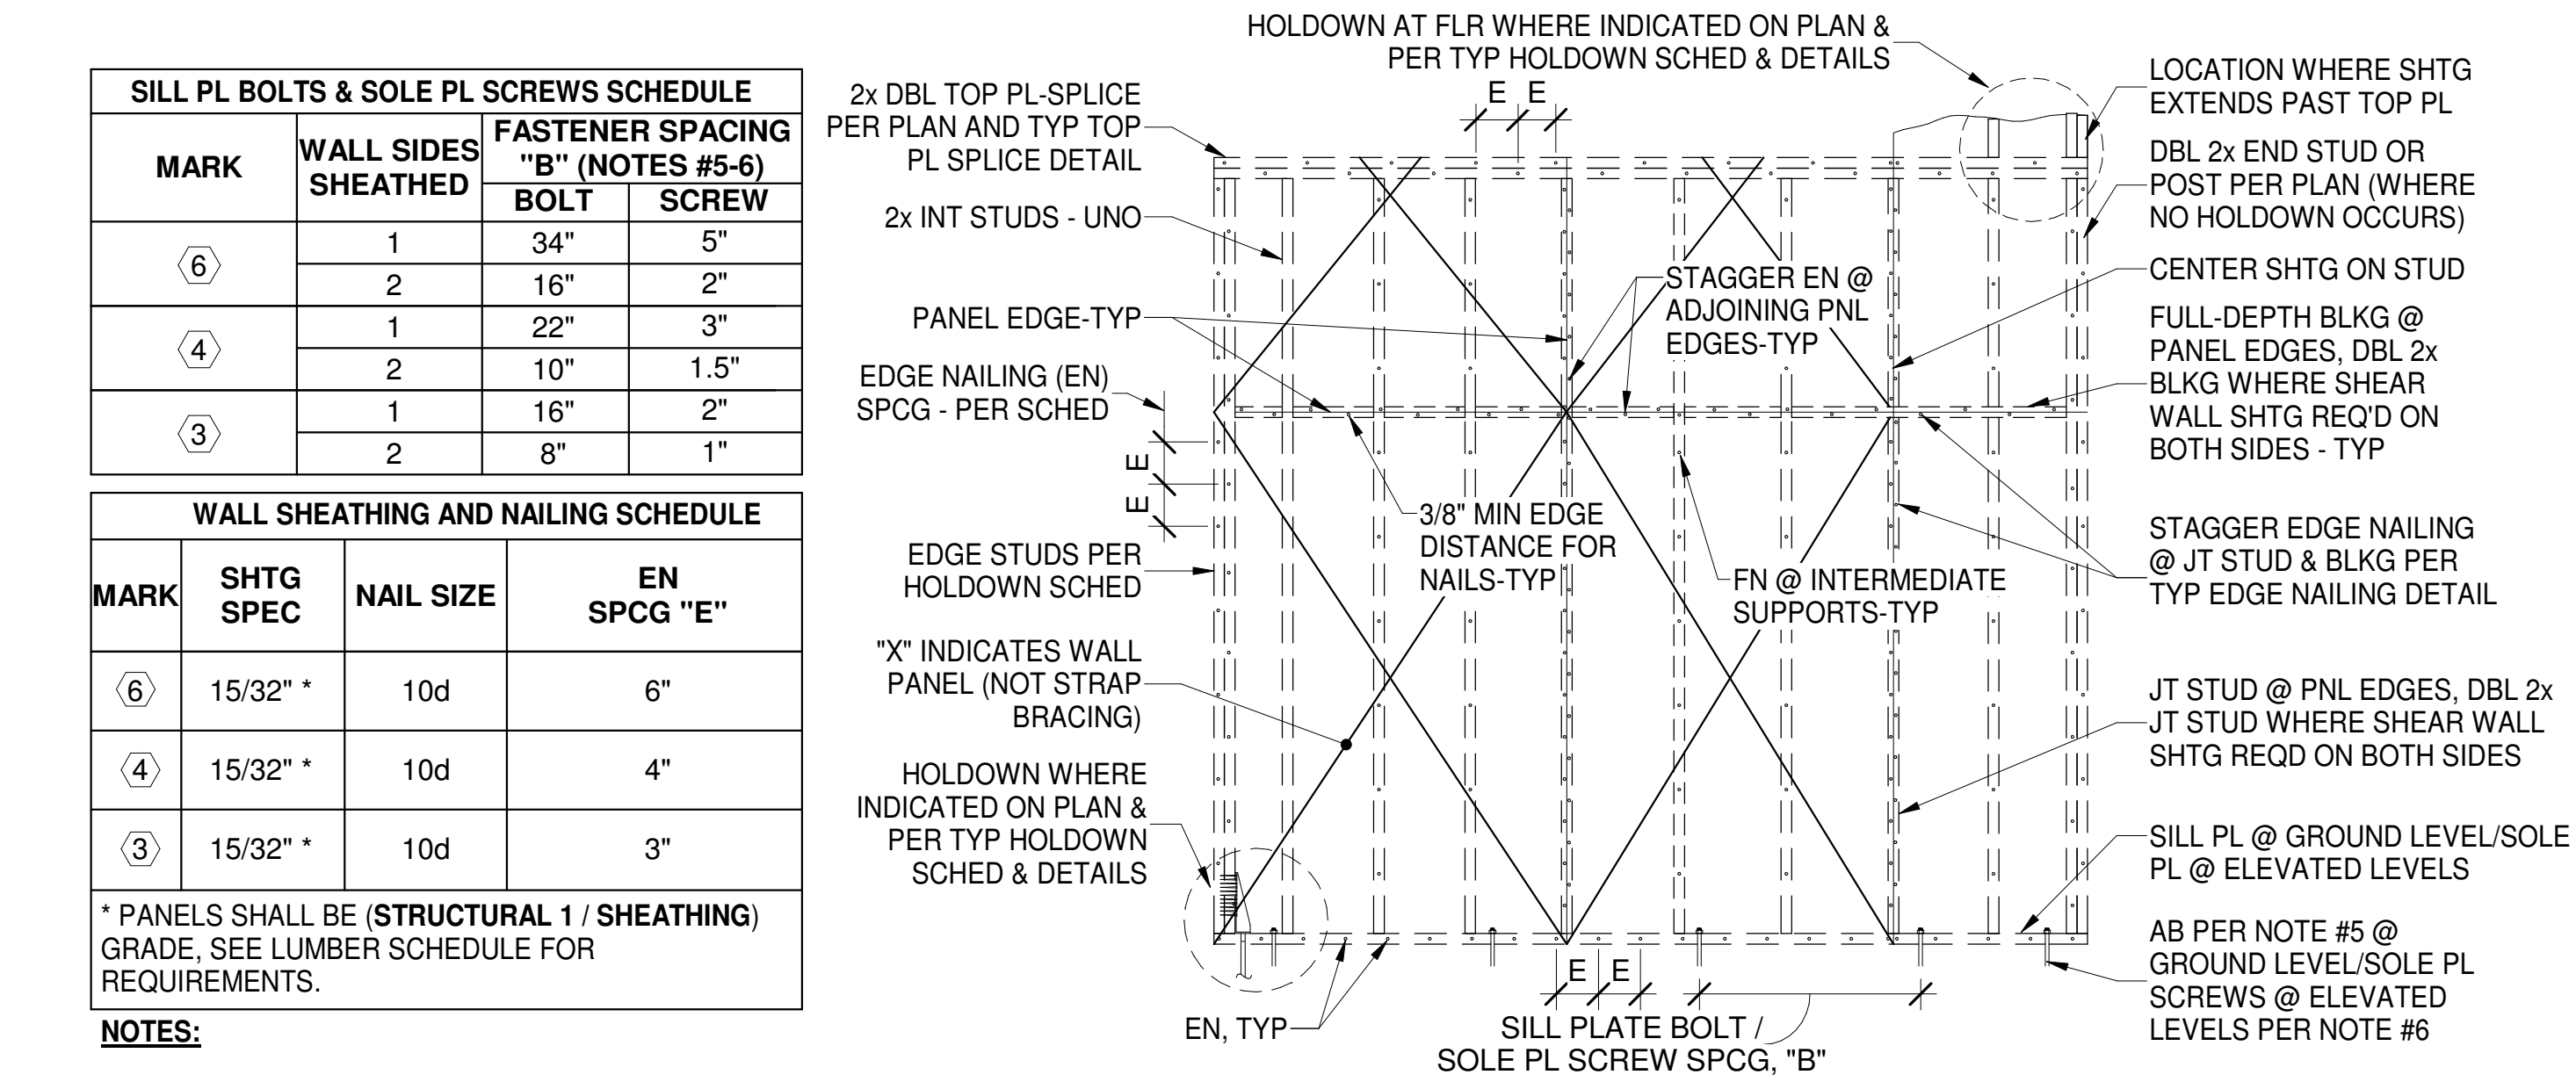 SILL PL BOLTS & SOLE PL SCREWS SCHEDULE
MARK
WALL SIDES
SHEATHED
FASTENER SPACING
"B" (NOTES #5-6)
BOLT SCREW
6
1 34" 5"
2 16" 2"
4
1 22" 3"
2 10" 1.5"
3
1 16" 2"
2 8" 1"
WALL SHEATHING AND NAILING SCHEDULE
MARK
SHTG
SPEC
NAIL SIZE
EN
SPCG "E"
6 15/32" * 10d 6"
4 15/32" * 10d 4"
3 15/32" * 10d 3"
* PANELS SHALL BE (STRUCTURAL 1 / SHEATHING)
GRADE, SEE LUMBER SCHEDULE FOR
REQUIREMENTS.
NOTES:
HOLDOWN AT FLR WHERE INDICATED ON PLAN &
PER TYP HOLDOWN SCHED & DETAILS
E E
2x DBL TOP PL-SPLICE
PER PLAN AND TYP TOP
PL SPLICE DETAIL
2x INT STUDS - UNO
PANEL EDGE-TYP
EDGE NAILING (EN)
SPCG - PER SCHED
E
E
EDGE STUDS PER
HOLDOWN SCHED
"X" INDICATES WALL
PANEL (NOT STRAP
BRACING)
HOLDOWN WHERE
INDICATED ON PLAN &
PER TYP HOLDOWN
SCHED & DETAILS
EN, TYP
STAGGER EN @
ADJOINING PNL
EDGES-TYP
3/8" MIN EDGE
DISTANCE FOR
NAILS-TYP
FN @ INTERMEDIATE
SUPPORTS-TYP
E E
SILL PLATE BOLT /
SOLE PL SCREW SPCG, "B"
LOCATION WHERE SHTG
EXTENDS PAST TOP PL
DBL 2x END STUD OR
POST PER PLAN (WHERE
NO HOLDOWN OCCURS)
CENTER SHTG ON STUD
FULL-DEPTH BLKG @
PANEL EDGES, DBL 2x
BLKG WHERE SHEAR
WALL SHTG REQ'D ON
BOTH SIDES - TYP
STAGGER EDGE NAILING
@ JT STUD & BLKG PER
TYP EDGE NAILING DETAIL
JT STUD @ PNL EDGES, DBL 2x
JT STUD WHERE SHEAR WALL
SHTG REQD ON BOTH SIDES
SILL PL @ GROUND LEVEL/SOLE
PL @ ELEVATED LEVELS
AB PER NOTE #5 @
GROUND LEVEL/SOLE PL
SCREWS @ ELEVATED
LEVELS PER NOTE #6